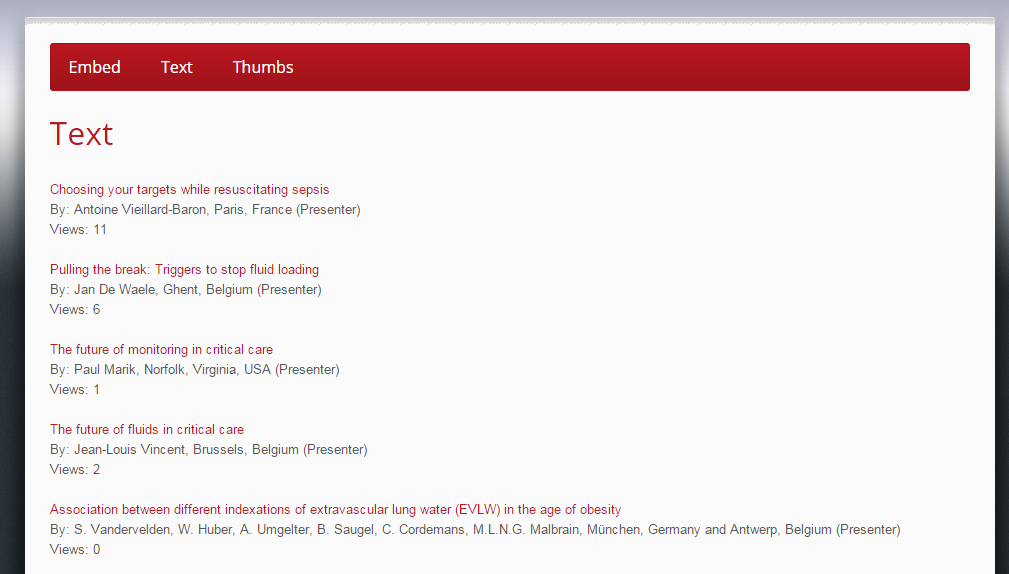 Embed Text Thumbs
Text
Choosing your targets while resuscitating sepsis
By: Antoine Vieillard-Baron, Paris, France (Presenter)
Views: 11
Pulling the break: Triggers to stop fluid loading
By: Jan De Waele, Ghent, Belgium (Presenter)
Views: 6
The future of monitoring in critical care
By: Paul Marik, Norfolk, Virginia, USA (Presenter)
Views: 1
The future of fluids in critical care
By: Jean-Louis Vincent, Brussels, Belgium (Presenter)
Views: 2
Association between different indexations of extravascular lung water (EVLW) in the age of obesity
By: S. Vandervelden, W. Huber, A. Umgelter, B. Saugel, C. Cordemans, M.L.N.G. Malbrain, München, Germany and Antwerp, Belgium (Presenter)
Views: 0